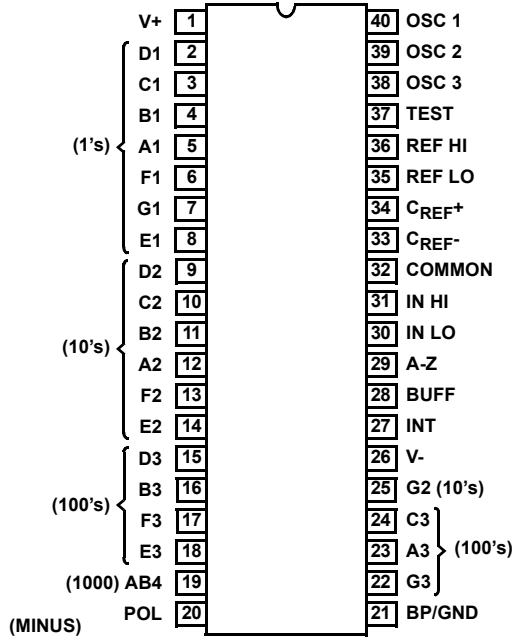 V+ 1 40 OSC 1
D1 2 39 OSC 2
C1 3 38 OSC 3
B1 4 37 TEST
(1's) A1 5 36 REF HI
F1 6 35 REF LO
G1 7 34 CREF+
E1 8 33 CREF-
D2 9 32 COMMON
C2 10 31 IN HI
(10's) B2 11 30 IN LO
A2 12 29 A-Z
F2 13 28 BUFF
E2 14 27 INT
D3 15 26 V-
(100's) B3 16 25 G2 (10's)
F3 17 24 C3
E3 18 23 A3 (100's)
(1000) AB4 19 22 G3
(MINUS) POL 20 21 BP/GND